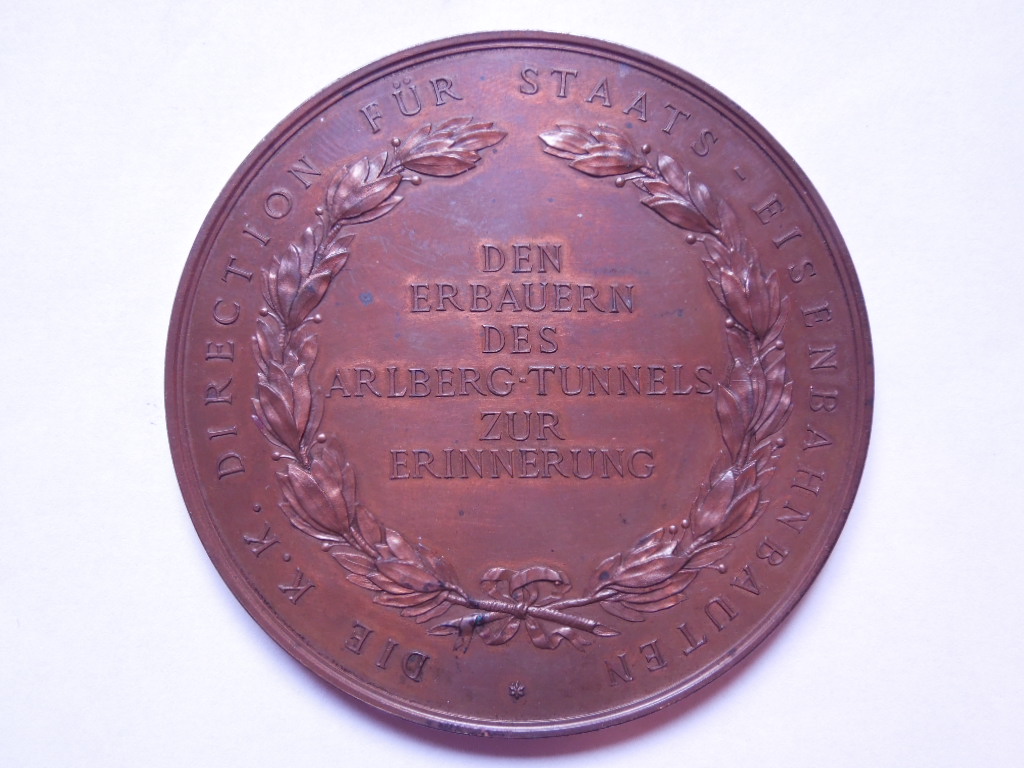 DIE K.K. DIRECTION FÜR STAATS-EISENBAHNBAUTEN
DEN
ERBAUERN
DES
ARLBERG-TUNNELS
ZUR
ERINNERUNG